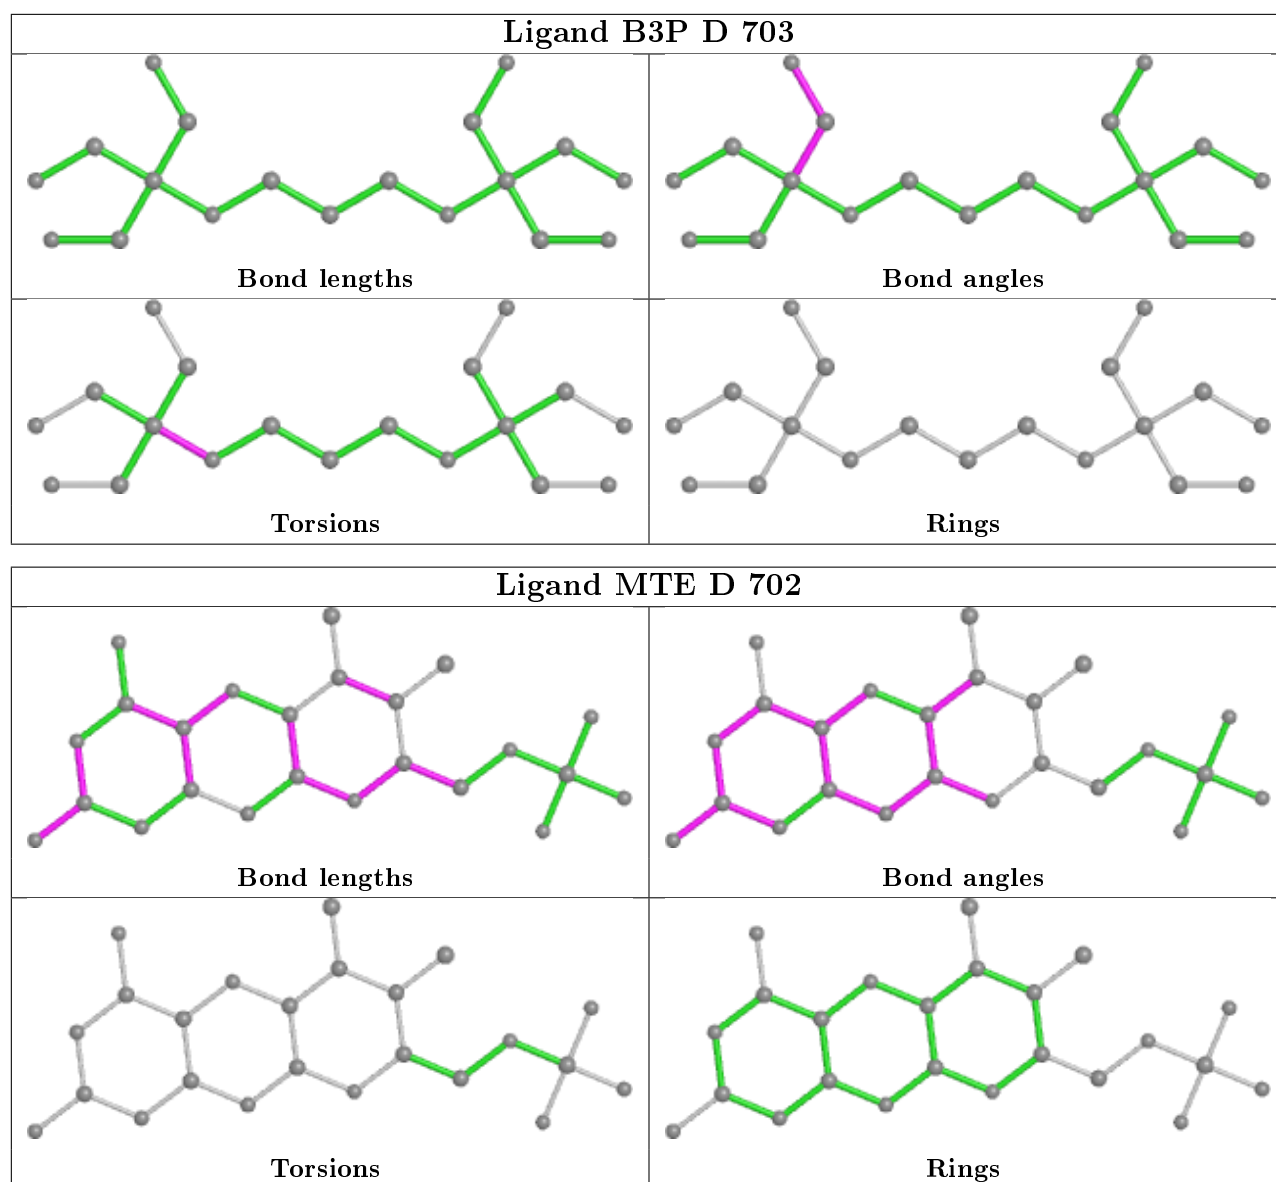 Ligand B3P D 703
Bond lengths
Bond angles
Torsions
Rings
Ligand MTE D 702
Bond lengths
Bond angles
Torsions
Rings